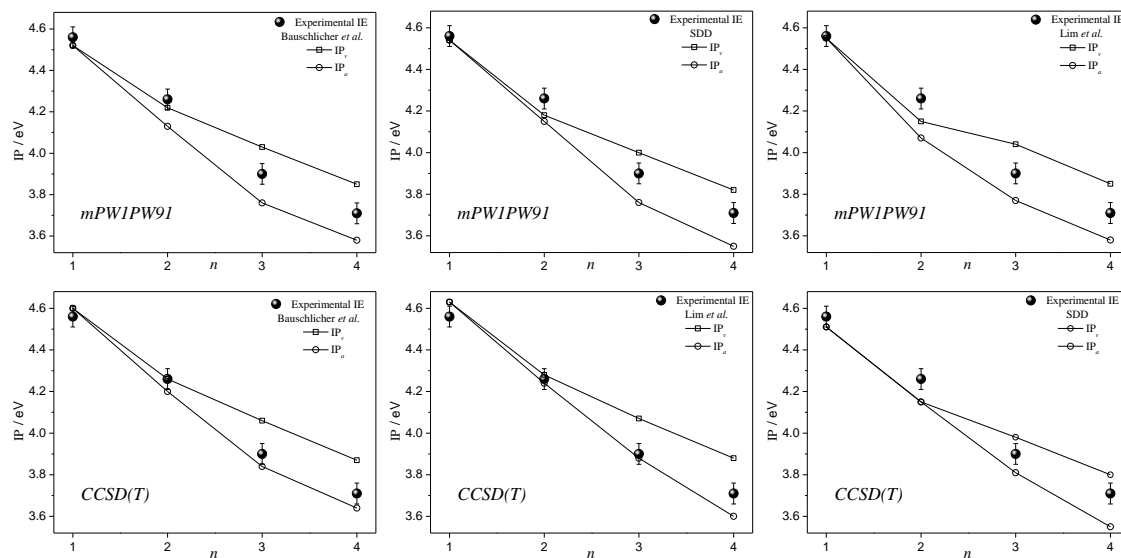 Experimental IE
Bauschlicher et al.
IPv
IPa
IP / eV
4.6
4.4
4.2
4.0
3.8
3.6
mPW1PW91
1 2 3 4
n
Experimental IE
SDD
IPv
IPa
IP / eV
4.6
4.4
4.2
4.0
3.8
3.6
mPW1PW91
1 2 3 4
n
Experimental IE
Lim et al.
IPv
IPa
IP / eV
4.6
4.4
4.2
4.0
3.8
3.6
mPW1PW91
1 2 3 4
n
Experimental IE
Bauschlicher et al.
IPv
IPa
IP / eV
4.6
4.4
4.2
4.0
3.8
3.6
CCSD(T)
1 2 3 4
n
Experimental IE
Lim et al.
IPv
IPa
IP / eV
4.6
4.4
4.2
4.0
3.8
3.6
CCSD(T)
1 2 3 4
n
Experimental IE
SDD
IPv
IPa
IP / eV
4.6
4.4
4.2
4.0
3.8
3.6
CCSD(T)
1 2 3 4
n